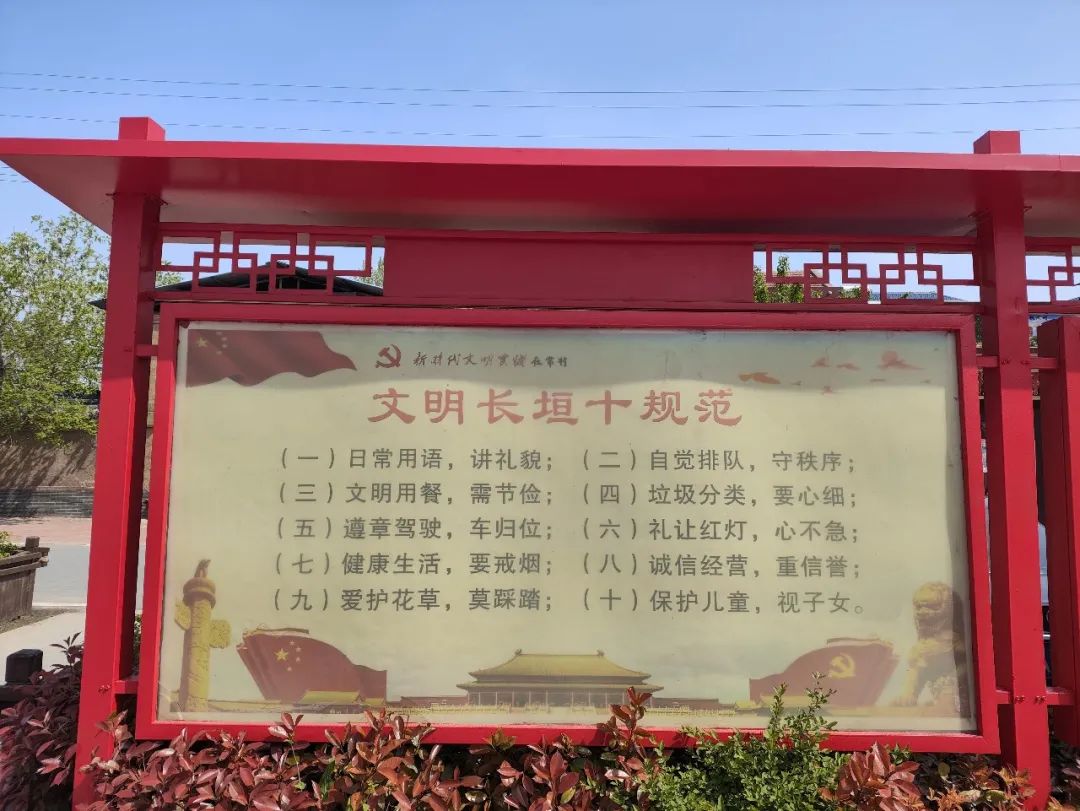 新时代文明实践在常村
文明长垣十规范
（一）日常用语，讲礼貌；（二）自觉排队，守秩序；
（三）文明用餐，需节俭；（四）垃圾分类，要心细；
（五）遵章驾驶，车归位；（六）礼让红灯，心不急；
（七）健康生活，要戒烟；（八）诚信经营，重信誉；
（九）爱护花草，莫踩踏；（十）保护儿童，视子女。